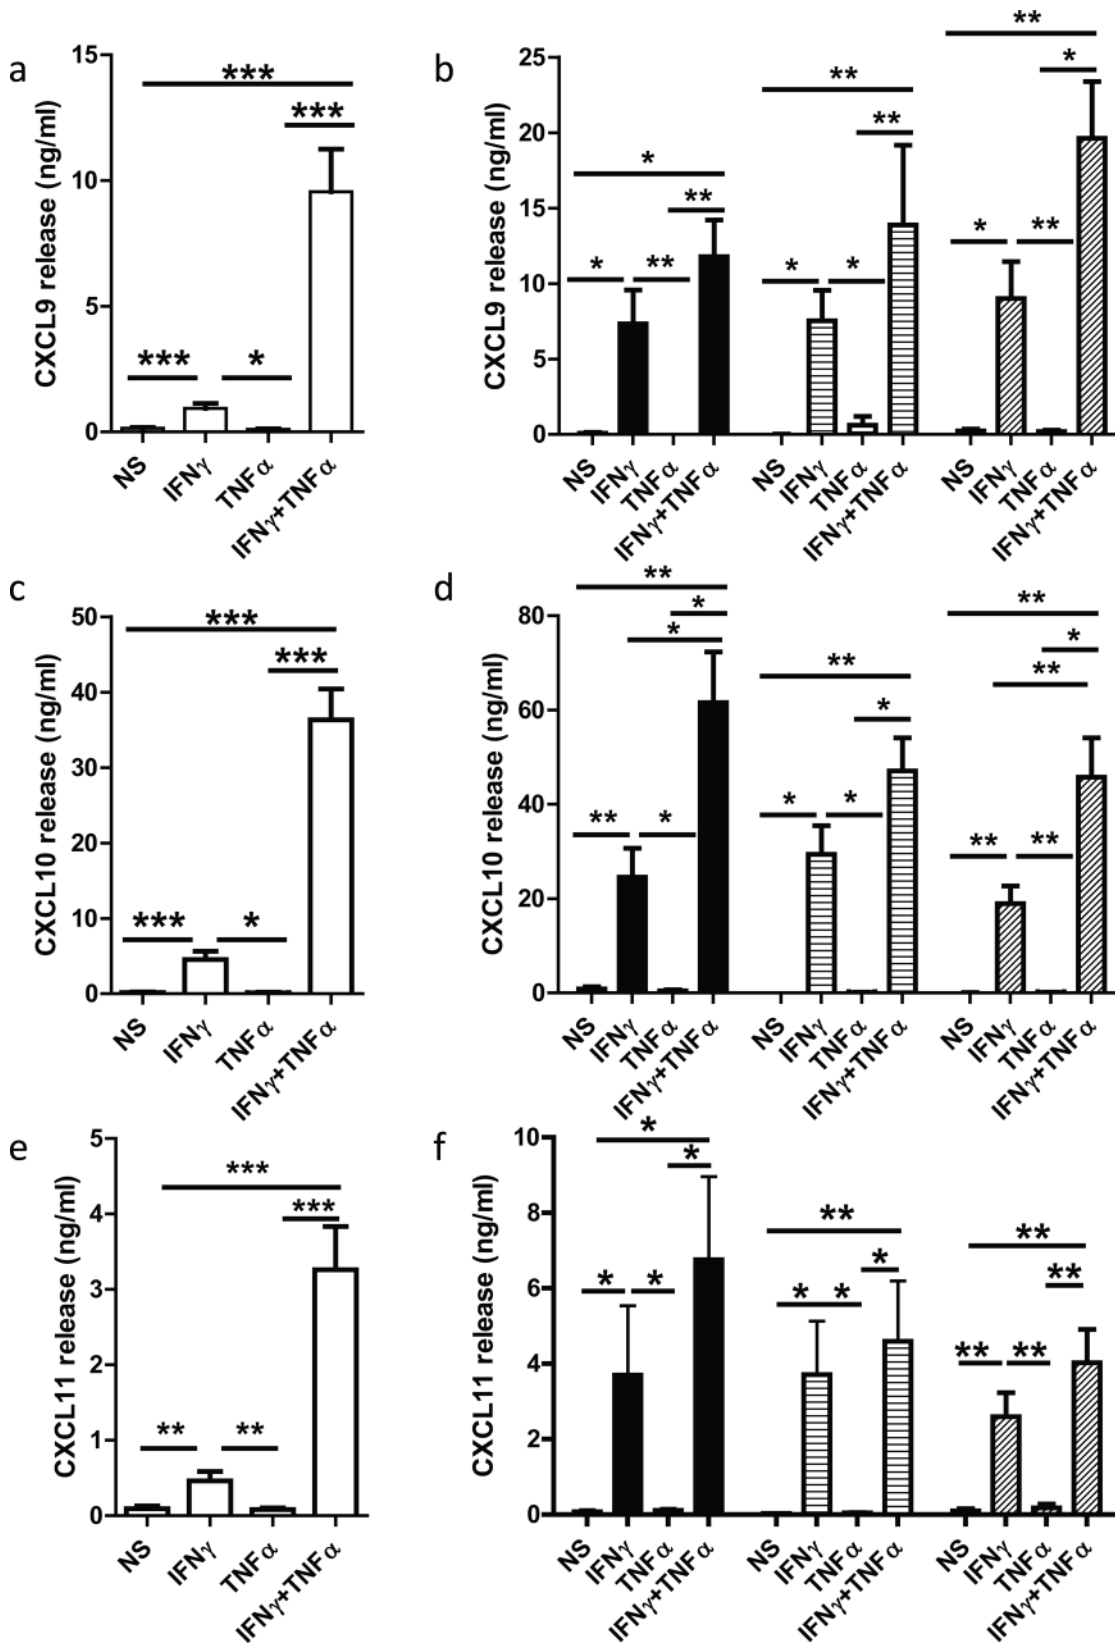 a
CXCL9 release (ng/ml)
15
10
5
0
***
***
***
*
NS
IFNγ
TNFα
IFNγ+TNFα
b
CXCL9 release (ng/ml)
25
20
15
10
5
0
*
**
*
**
**
**
*
*
**
*
*
**
NS
IFNγ
TNFα
IFNγ+TNFα
NS
IFNγ
TNFα
IFNγ+TNFα
NS
IFNγ
TNFα
IFNγ+TNFα
c
CXCL10 release (ng/ml)
50
40
30
20
10
0
***
***
***
*
NS
IFNγ
TNFα
IFNγ+TNFα
d
CXCL10 release (ng/ml)
80
60
40
20
0
**
*
*
**
*
**
*
*
*
**
*
**
**
**
NS
IFNγ
TNFα
IFNγ+TNFα
NS
IFNγ
TNFα
IFNγ+TNFα
NS
IFNγ
TNFα
IFNγ+TNFα
e
CXCL11 release (ng/ml)
5
4
3
2
1
0
***
***
**
**
NS
IFNγ
TNFα
IFNγ+TNFα
f
CXCL11 release (ng/ml)
10
8
6
4
2
0
*
*
*
*
**
*
*
*
**
**
**
**
NS
IFNγ
TNFα
IFNγ+TNFα
NS
IFNγ
TNFα
IFNγ+TNFα
NS
IFNγ
TNFα
IFNγ+TNFα